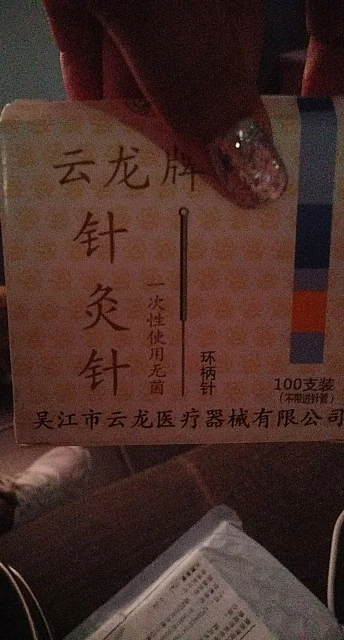 云龙牌
针灸针
一次性使用无菌
环柄针
100支装
(不带进针管)
吴江市云龙医疗器械有限公司